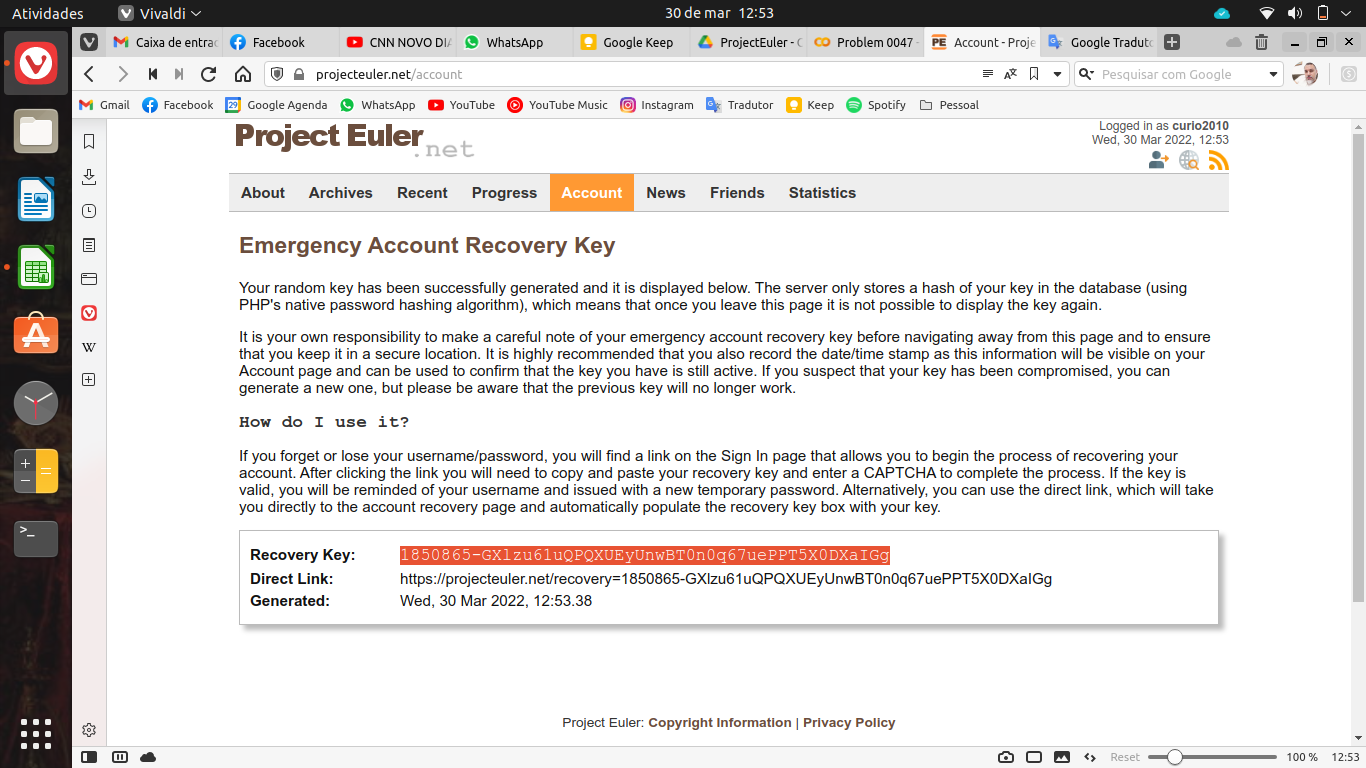 Atividades
Vivaldi
30 de mar 12:53
Caixa de entra
Facebook
CNN NOVO DI
WhatsApp
Google Keep
ProjectEuler - C
Problem 0047 -
PE Account - Proje
Google Traduto
projecteuler.net/account
Pesquisar com Google
Gmail
Facebook
Google Agenda
WhatsApp
YouTube
YouTube Music
Instagram
Tradutor
Keep
Spotify
Pessoal
Project Euler
.net
Logged in as curio2010
Wed, 30 Mar 2022, 12:53
About
Archives
Recent
Progress
Account
News
Friends
Statistics
Emergency Account Recovery Key
Your random key has been successfully generated and it is displayed below. The server only stores a hash of your key in the database (using
PHP's native password hashing algorithm), which means that once you leave this page it is not possible to display the key again.
It is your own responsibility to make a careful note of your emergency account recovery key before navigating away from this page and to ensure
that you keep it in a secure location. It is highly recommended that you also record the date/time stamp as this information will be visible on your
Account page and can be used to confirm that the key you have is still active. If you suspect that your key has been compromised, you can
generate a new one, but please be aware that the previous key will no longer work.
How do I use it?
If you forget or lose your username/password, you will find a link on the Sign In page that allows you to begin the process of recovering your
account. After clicking the link you will need to copy and paste your recovery key and enter a CAPTCHA to complete the process. If the key is
valid, you will be reminded of your username and issued with a new temporary password. Alternatively, you can use the direct link, which will take
you directly to the account recovery page and automatically populate the recovery key box with your key.
Recovery Key: 1850865-GXlzu61uQPQXUEyUnwBT0n0q67uePPT5X0DXaIGg
Direct Link: https://projecteuler.net/recovery=1850865-GXlzu61uQPQXUEyUnwBT0n0q67uePPT5X0DXaIGg
Generated: Wed, 30 Mar 2022, 12:53.38
Project Euler: Copyright Information | Privacy Policy
Reset
100 %
12:53